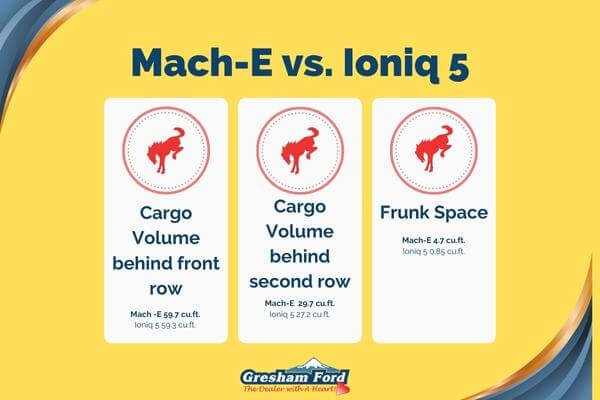 Mach-E vs. Ioniq 5
Cargo
Volume
behind front
row
Mach -E 59.7 cu.ft.
Ioniq 5 59.3 cu.ft.
Cargo
Volume
behind
second row
Mach-E 29.7 cu.ft.
Ioniq 5 27.2 cu.ft.
Frunk Space
Mach-E 4.7 cu.ft.
Ioniq 5 0.85 cu.ft.
Gresham Ford
The Dealer with A Heart!